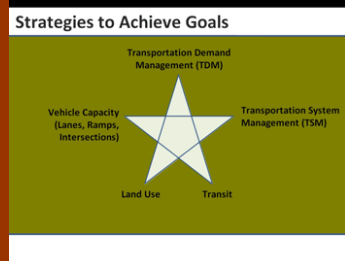 Strategies to Achieve Goals
Transportation Demand
Management (TDM)
Vehicle Capacity
(Lanes, Ramps,
Intersections)
Transportation System
Management (TSM)
Land Use
Transit